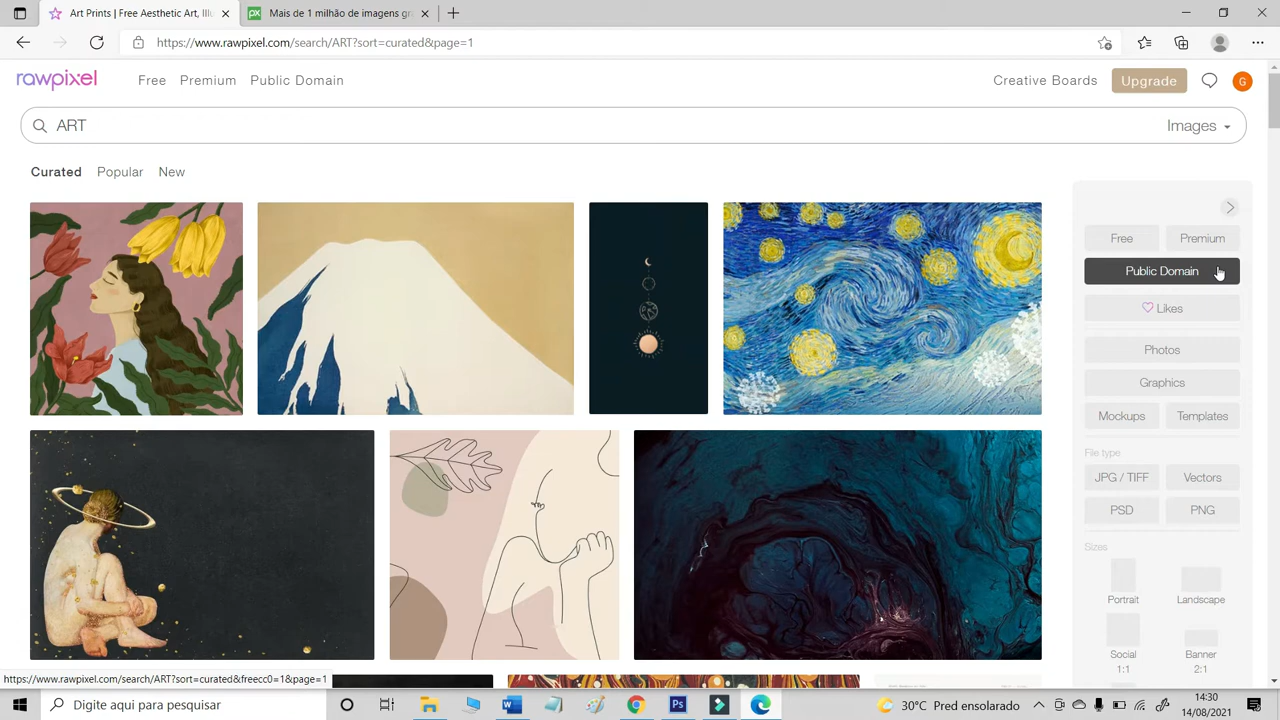 Art Prints | Free Aesthetic Art, Illu
Mais de 1 milhão de imagens gr
https://www.rawpixel.com/search/ART?sort=curated&page=1
rawpixel
Free
Premium
Public Domain
Creative Boards
Upgrade
G
ART
Images
Curated
Popular
New
Free
Premium
Public Domain
Likes
Photos
Graphics
Mockups
Templates
File type
JPG / TIFF
Vectors
PSD
PNG
Sizes
Portrait
Landscape
Social
1:1
Banner
2:1
https://www.rawpixel.com/search/ART?sort=curated&freecc0=1&page=1
Digite aqui para pesquisar
30°C Pred ensolarado
14:30
14/08/2021